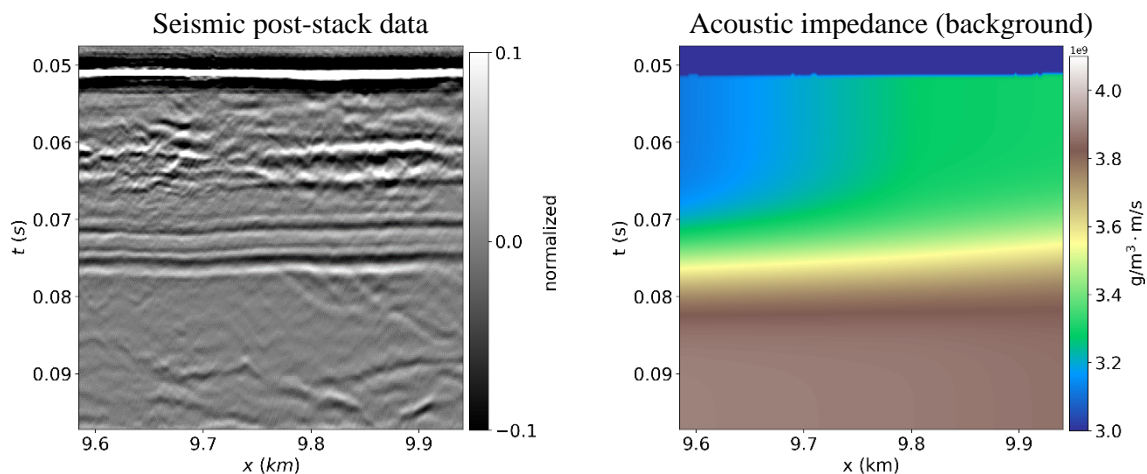 Seismic post-stack data
0.05
0.06
0.07
0.08
0.09
t (s)
9.6 9.7 9.8 9.9
x (km)
0.1
0.0
−0.1
normalized
Acoustic impedance (background)
0.05
0.06
0.07
0.08
0.09
t (s)
9.6 9.7 9.8 9.9
x (km)
1e9
4.0
3.8
3.6
3.4
3.2
3.0
g/m³ · m/s